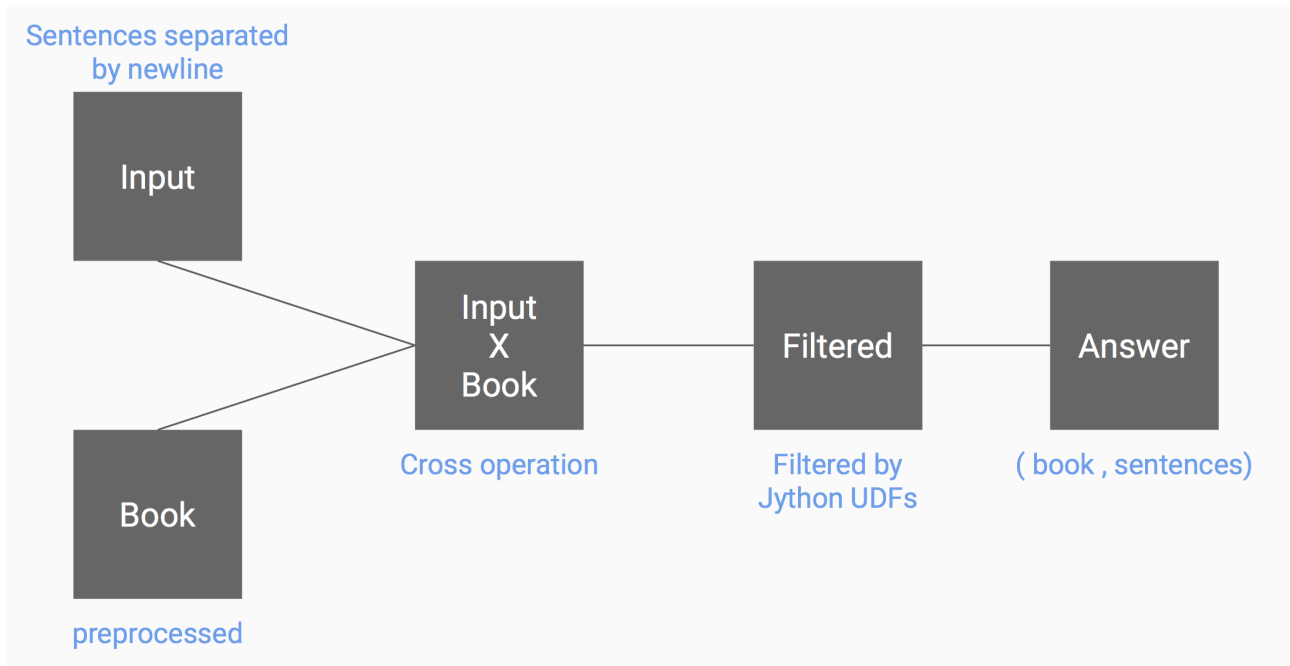 Sentences separated
by newline
Input
Book
preprocessed
Input
X
Book
Cross operation
Filtered
Filtered by
Jython UDFs
Answer
( book , sentences)